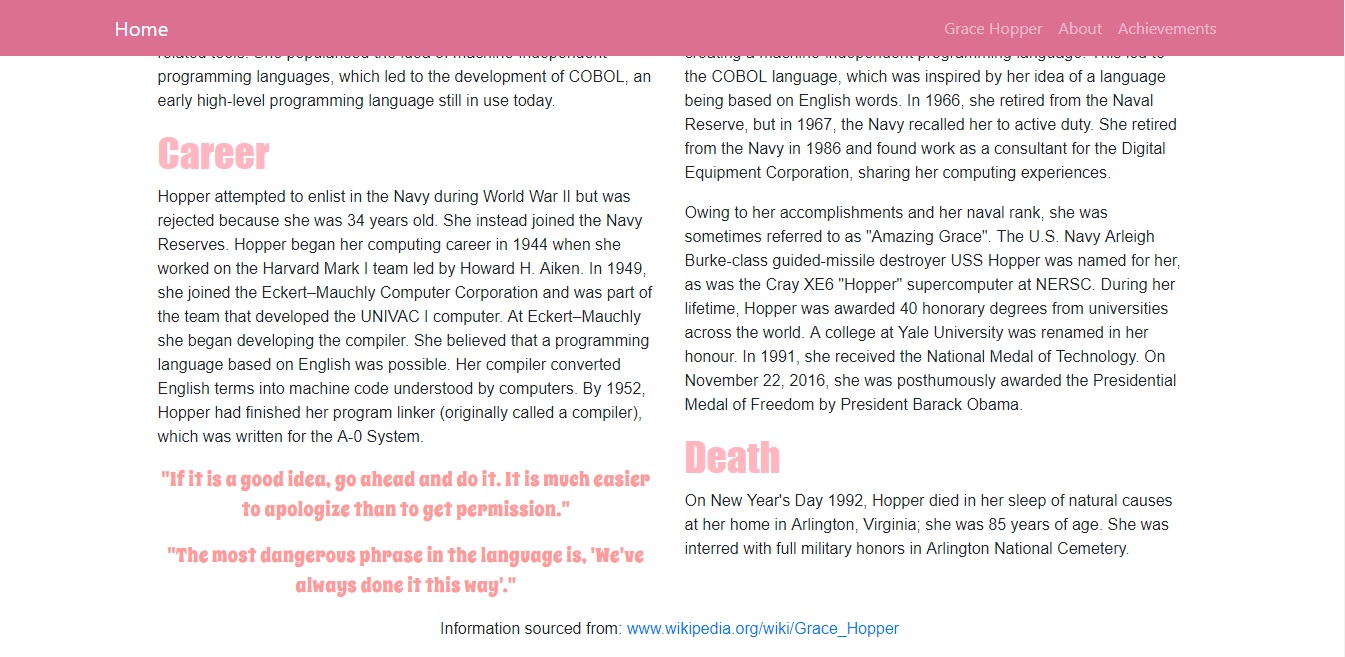 Home
Grace Hopper
About
Achievements
related tools. She popularised the idea of machine-independent
programming languages, which led to the development of COBOL, an
early high-level programming language still in use today.
Career
Hopper attempted to enlist in the Navy during World War II but was
rejected because she was 34 years old. She instead joined the Navy
Reserves. Hopper began her computing career in 1944 when she
worked on the Harvard Mark I team led by Howard H. Aiken. In 1949,
she joined the Eckert–Mauchly Computer Corporation and was part of
the team that developed the UNIVAC I computer. At Eckert–Mauchly
she began developing the compiler. She believed that a programming
language based on English was possible. Her compiler converted
English terms into machine code understood by computers. By 1952,
Hopper had finished her program linker (originally called a compiler),
which was written for the A-0 System.
"If it is a good idea, go ahead and do it. It is much easier
to apologize than to get permission."
"The most dangerous phrase in the language is, 'We've
always done it this way'."
creating a machine-independent programming language. This led to
the COBOL language, which was inspired by her idea of a language
being based on English words. In 1966, she retired from the Naval
Reserve, but in 1967, the Navy recalled her to active duty. She retired
from the Navy in 1986 and found work as a consultant for the Digital
Equipment Corporation, sharing her computing experiences.
Owing to her accomplishments and her naval rank, she was
sometimes referred to as "Amazing Grace". The U.S. Navy Arleigh
Burke-class guided-missile destroyer USS Hopper was named for her,
as was the Cray XE6 "Hopper" supercomputer at NERSC. During her
lifetime, Hopper was awarded 40 honorary degrees from universities
across the world. A college at Yale University was renamed in her
honour. In 1991, she received the National Medal of Technology. On
November 22, 2016, she was posthumously awarded the Presidential
Medal of Freedom by President Barack Obama.
Death
On New Year's Day 1992, Hopper died in her sleep of natural causes
at her home in Arlington, Virginia; she was 85 years of age. She was
interred with full military honors in Arlington National Cemetery.
Information sourced from: www.wikipedia.org/wiki/Grace_Hopper